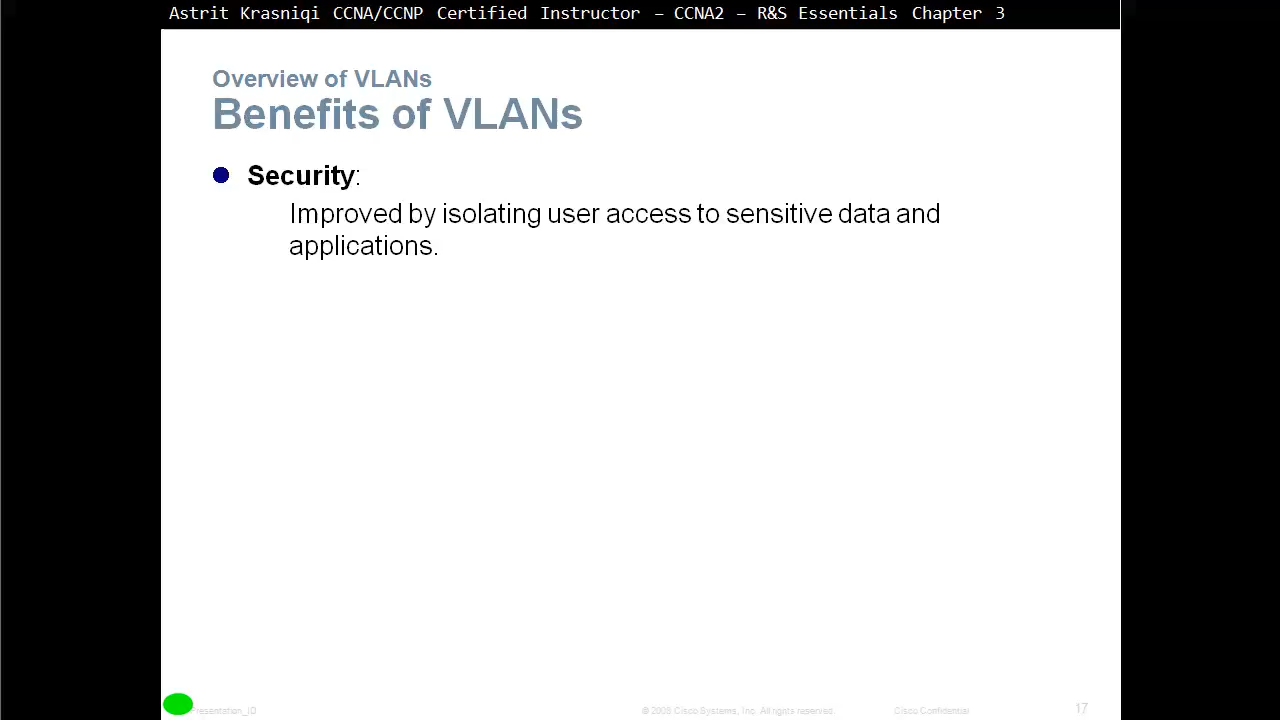 Astrit Krasniqi CCNA/CCNP Certified Instructor – CCNA2 – R&S Essentials Chapter 3
Overview of VLANs
Benefits of VLANs
Security:
Improved by isolating user access to sensitive data and
applications.
Presentation_ID © 2008 Cisco Systems, Inc. All rights reserved. Cisco Confidential 17